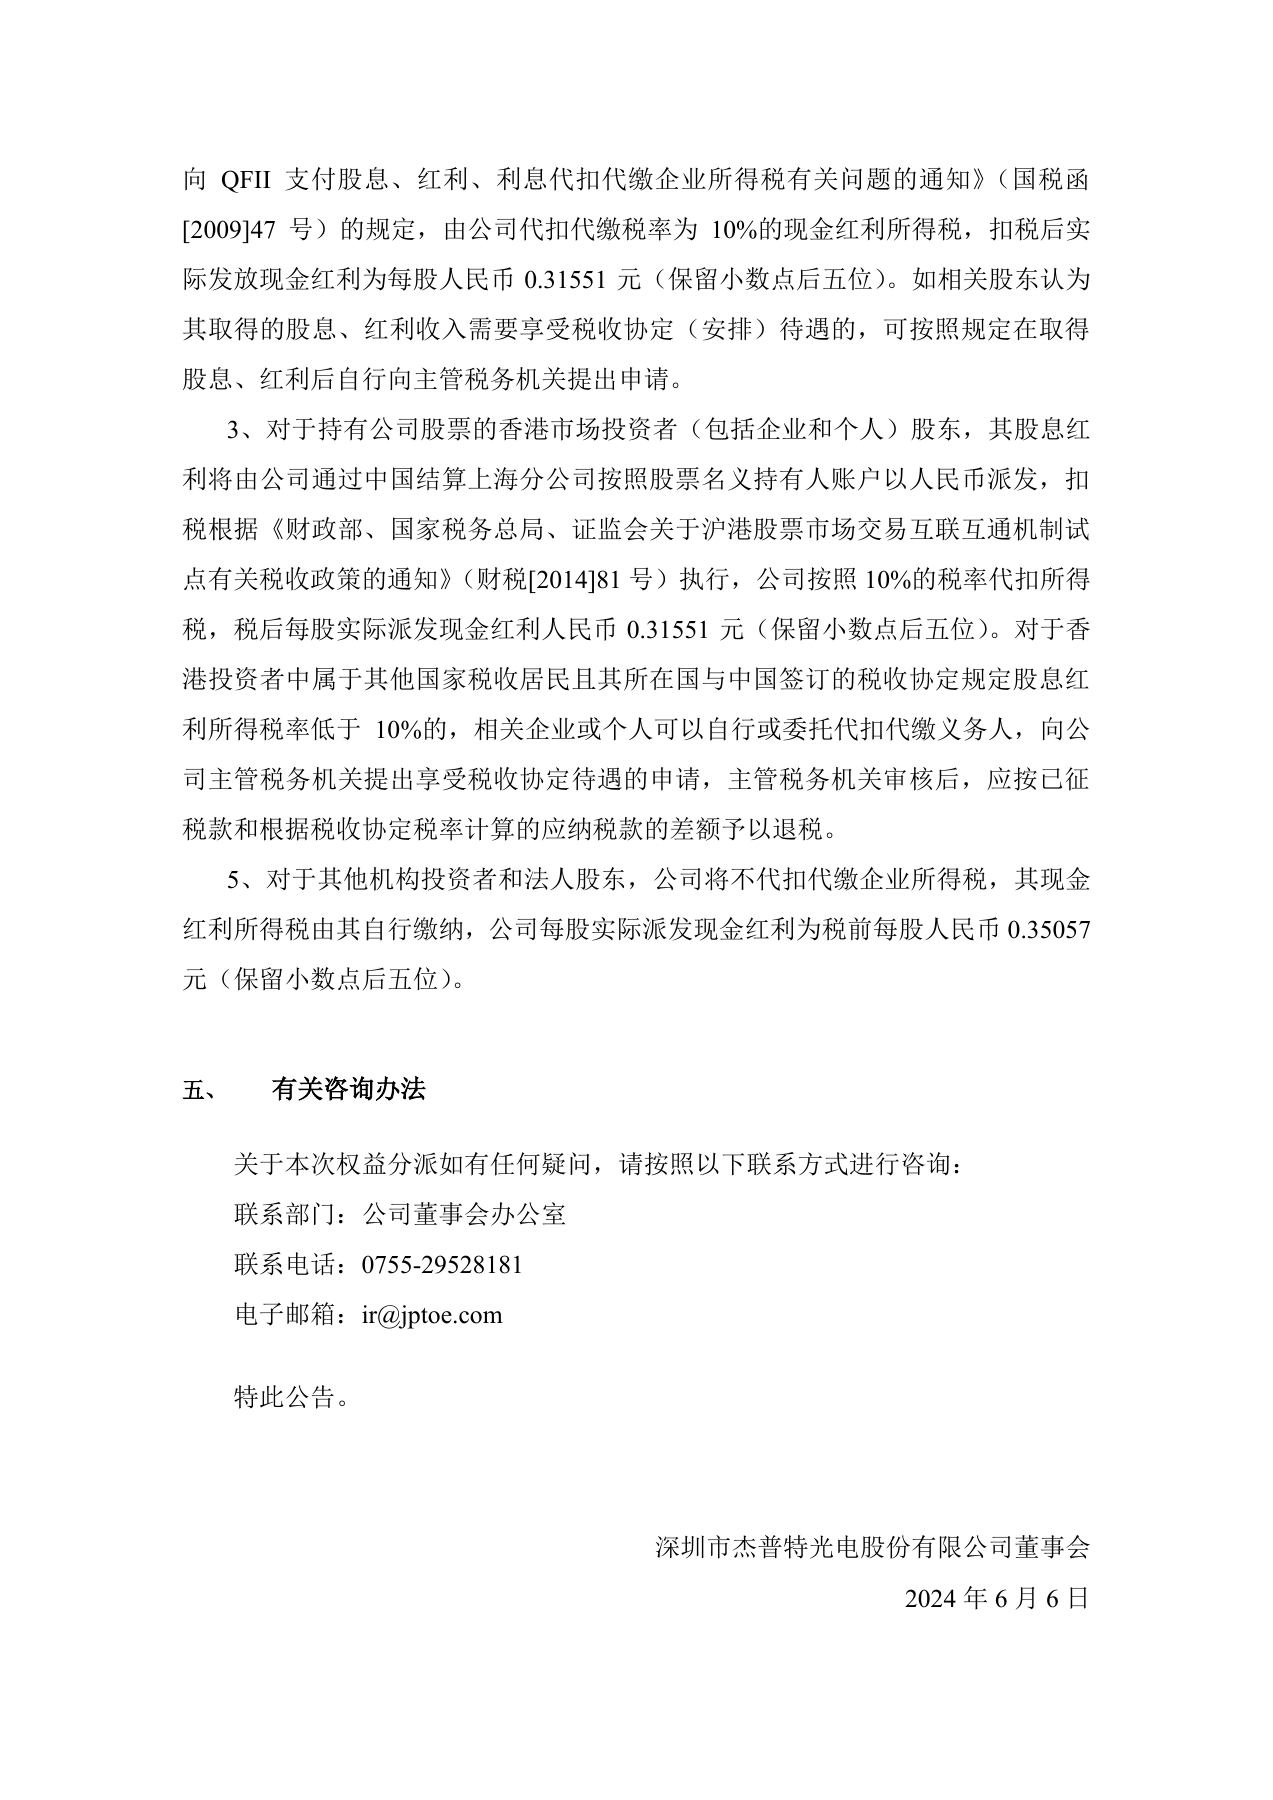 向 QFII 支付股息、红利、利息代扣代缴企业所得税有关问题的通知》（国税函
[2009]47 号）的规定，由公司代扣代缴税率为 10%的现金红利所得税，扣税后实
际发放现金红利为每股人民币 0.31551 元（保留小数点后五位）。如相关股东认为
其取得的股息、红利收入需要享受税收协定（安排）待遇的，可按照规定在取得
股息、红利后自行向主管税务机关提出申请。
3、对于持有公司股票的香港市场投资者（包括企业和个人）股东，其股息红
利将由公司通过中国结算上海分公司按照股票名义持有人账户以人民币派发，扣
税根据《财政部、国家税务总局、证监会关于沪港股票市场交易互联互通机制试
点有关税收政策的通知》（财税[2014]81 号）执行，公司按照 10%的税率代扣所得
税，税后每股实际派发现金红利人民币 0.31551 元（保留小数点后五位）。对于香
港投资者中属于其他国家税收居民且其所在国与中国签订的税收协定规定股息红
利所得税率低于 10%的，相关企业或个人可以自行或委托代扣代缴义务人，向公
司主管税务机关提出享受税收协定待遇的申请，主管税务机关审核后，应按已征
税款和根据税收协定税率计算的应纳税款的差额予以退税。
5、对于其他机构投资者和法人股东，公司将不代扣代缴企业所得税，其现金
红利所得税由其自行缴纳，公司每股实际派发现金红利为税前每股人民币 0.35057
元（保留小数点后五位）。
五、 有关咨询办法
关于本次权益分派如有任何疑问，请按照以下联系方式进行咨询：
联系部门：公司董事会办公室
联系电话：0755-29528181
电子邮箱：ir@jptoe.com
特此公告。
深圳市杰普特光电股份有限公司董事会
2024 年 6 月 6 日